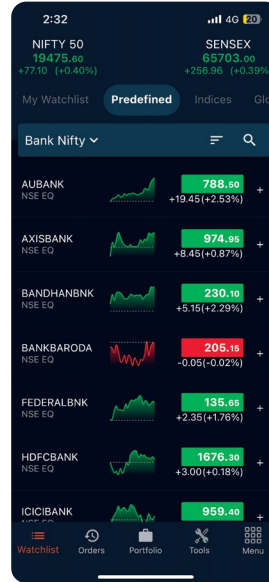 2:32 4G 20
NIFTY 50 SENSEX
19475.60 65703.00
+77.10 (+0.40%) +256.96 (+0.39%
My Watchlist Predefined Indices Glo
Bank Nifty
AUBANK 788.50
NSE EQ +19.45(+2.53%) +
AXISBANK 974.95
NSE EQ +8.45(+0.87%) +
BANDHANBNK 230.10
NSE EQ +5.15(+2.29%) +
BANKBARODA 205.15
NSE EQ -0.05(-0.02%) +
FEDERALBNK 135.65
NSE EQ +2.35(+1.76%) +
HDFCBANK 1676.30
NSE EQ +3.00(+0.18%) +
ICICIBANK 959.40 +
Watchlist Orders Portfolio Tools Menu